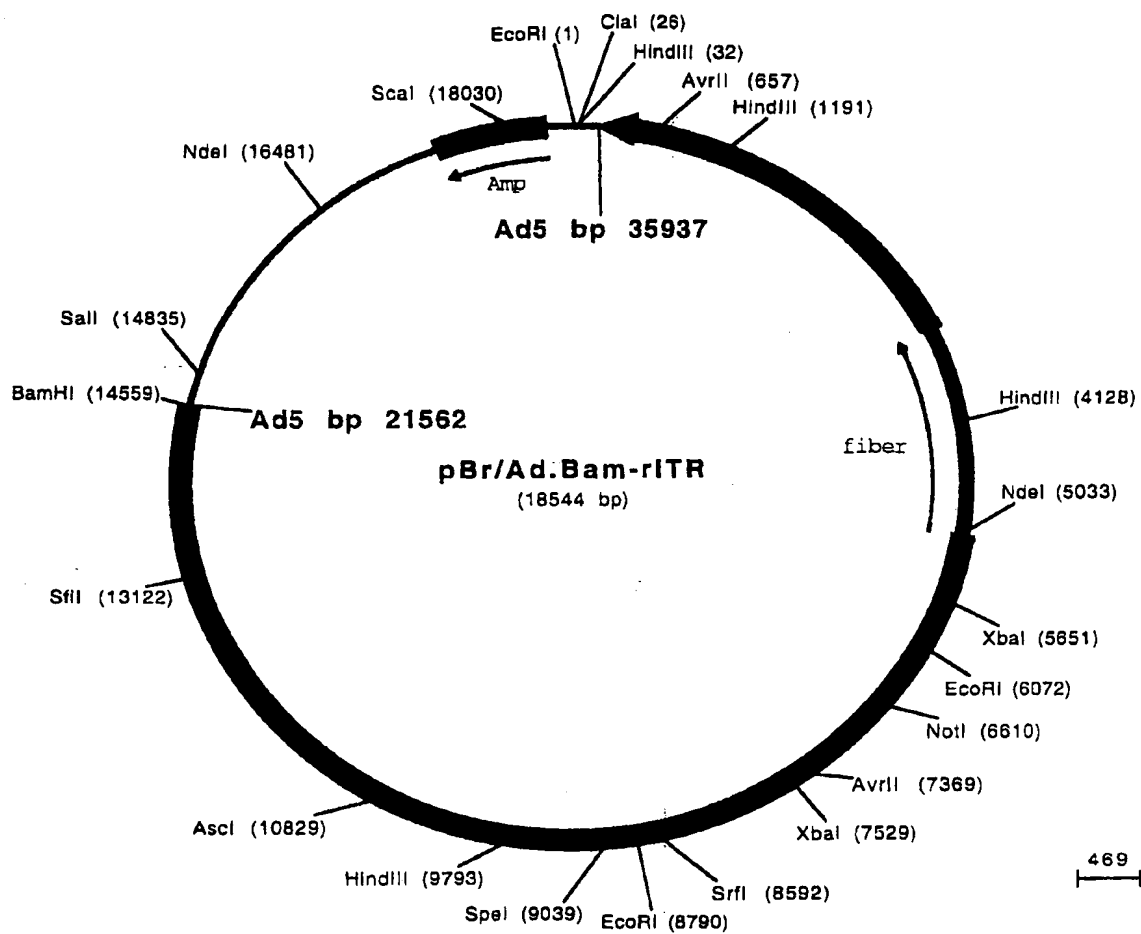 EcoRI (1)
ClaI (26)
HindIII (32)
AvrII (657)
HindIII (1191)
ScaI (18030)
NdeI (16481)
Amp
Ad5 bp 35937
SalI (14835)
BamHI (14559)
Ad5 bp 21562
HindIII (4128)
fiber
pBr/Ad.Bam-rITR
(18544 bp)
NdeI (5033)
SfiI (13122)
XbaI (5651)
EcoRI (6072)
NotI (6610)
AvrII (7369)
XbaI (7529)
AscI (10829)
HindIII (9793)
SpeI (9039)
EcoRI (8790)
SrfI (8592)
469